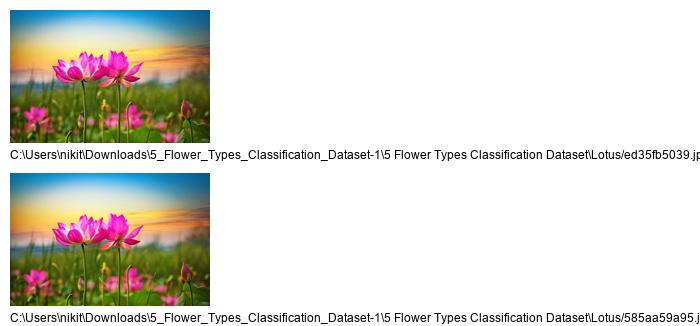 C:\Users\nikit\Downloads\5_Flower_Types_Classification_Dataset-1\5 Flower Types Classification Dataset\Lotus/ed35fb5039.jp
C:\Users\nikit\Downloads\5_Flower_Types_Classification_Dataset-1\5 Flower Types Classification Dataset\Lotus/585aa59a95.j